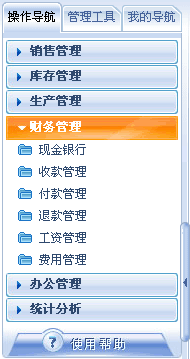 操作导航 管理工具 我的导航
销售管理
库存管理
生产管理
财务管理
现金银行
收款管理
付款管理
退款管理
工资管理
费用管理
办公管理
统计分析
? 使用帮助